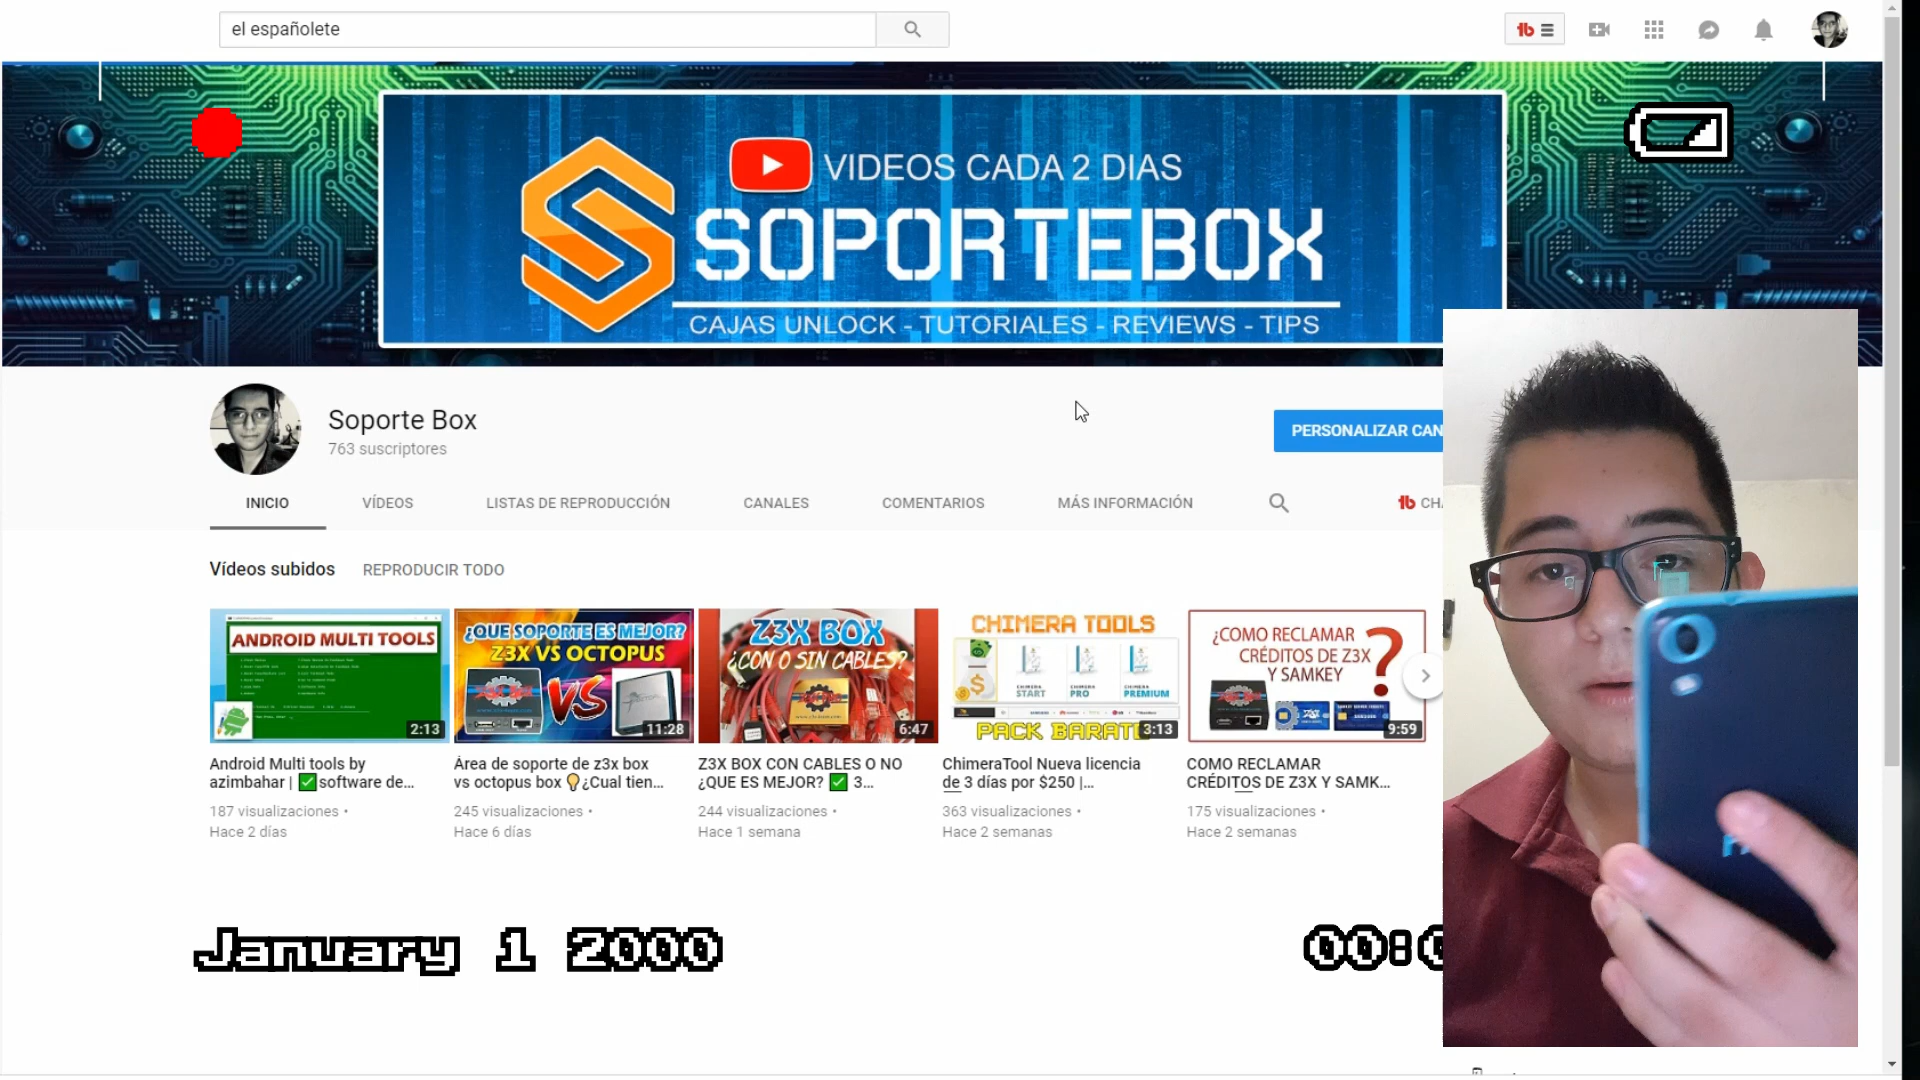 el españolete
VIDEOS CADA 2 DIAS
SOPORTEBOX
CAJAS UNLOCK - TUTORIALES - REVIEWS - TIPS
Soporte Box
763 suscriptores
PERSONALIZAR CAN
INICIO
VÍDEOS
LISTAS DE REPRODUCCIÓN
CANALES
COMENTARIOS
MÁS INFORMACIÓN
CH
Vídeos subidos
REPRODUCIR TODO
ANDROID MULTI TOOLS
2:13
¿QUE SOPORTE ES MEJOR?
Z3X VS OCTOPUS
VS
11:28
Z3X BOX
¿CON O SIN CABLES?
6:47
CHIMERA TOOLS
CHIMERA START
CHIMERA PRO
CHIMERA PREMIUM
PACK BARATO
3:13
¿COMO RECLAMAR
CRÉDITOS DE Z3X
Y SAMKEY
?
9:59
Android Multi tools by
azimbahar | ✅software de...
187 visualizaciones •
Hace 2 días
Área de soporte de z3x box
vs octopus box 💡¿Cual tien...
245 visualizaciones •
Hace 6 días
Z3X BOX CON CABLES O NO
¿QUE ES MEJOR? ✅ 3...
244 visualizaciones •
Hace 1 semana
ChimeraTool Nueva licencia
de 3 días por $250 |...
363 visualizaciones •
Hace 2 semanas
COMO RECLAMAR
CRÉDITOS DE Z3X Y SAMK...
175 visualizaciones •
Hace 2 semanas
January 1 2000
00:0